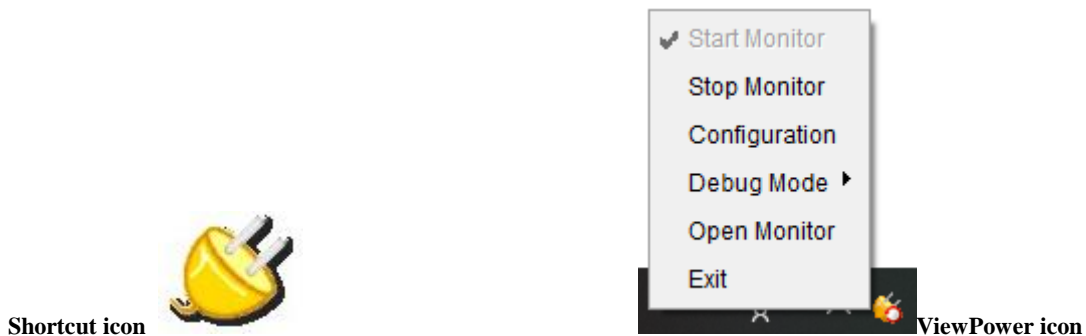 Start Monitor
Stop Monitor
Configuration
Debug Mode
Open Monitor
Exit
Shortcut icon
ViewPower icon